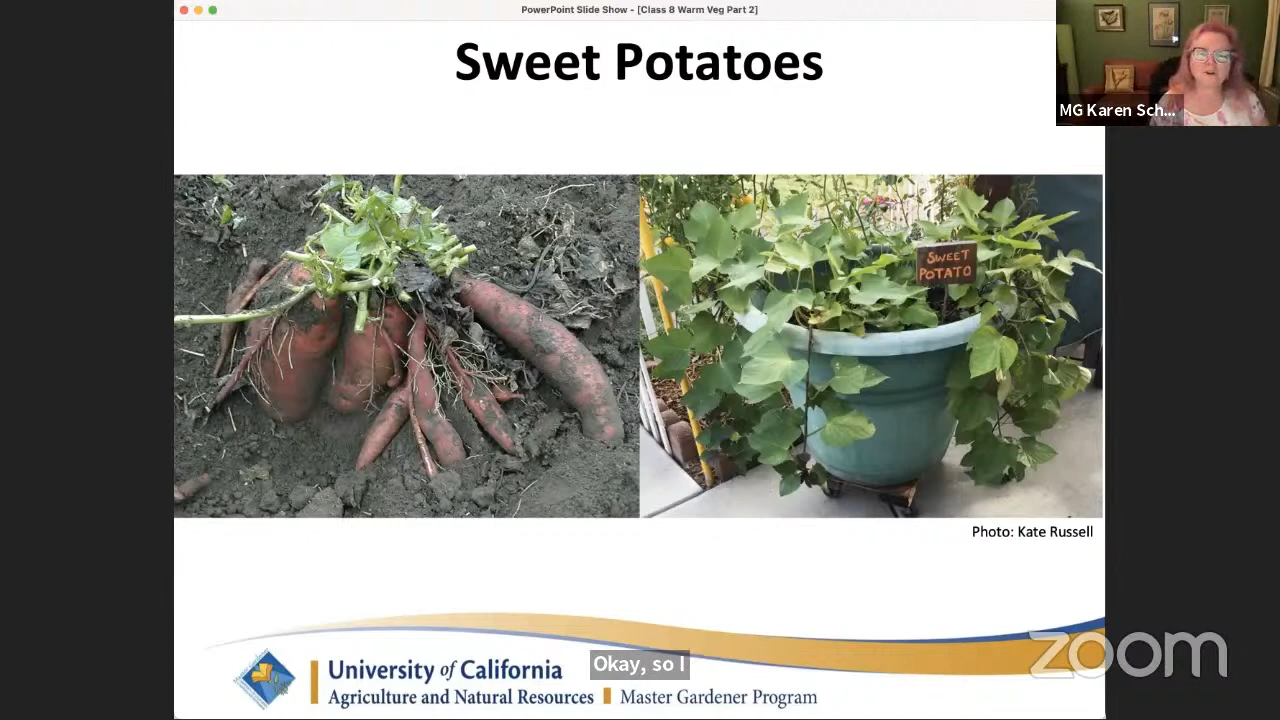 PowerPoint Slide Show - [Class 8 Warm Veg Part 2]
Sweet Potatoes
MG Karen Sch...
SWEET
POTATO
Photo: Kate Russell
Okay, so I
University of California
Agriculture and Natural Resources
Master Gardener Program
zoom